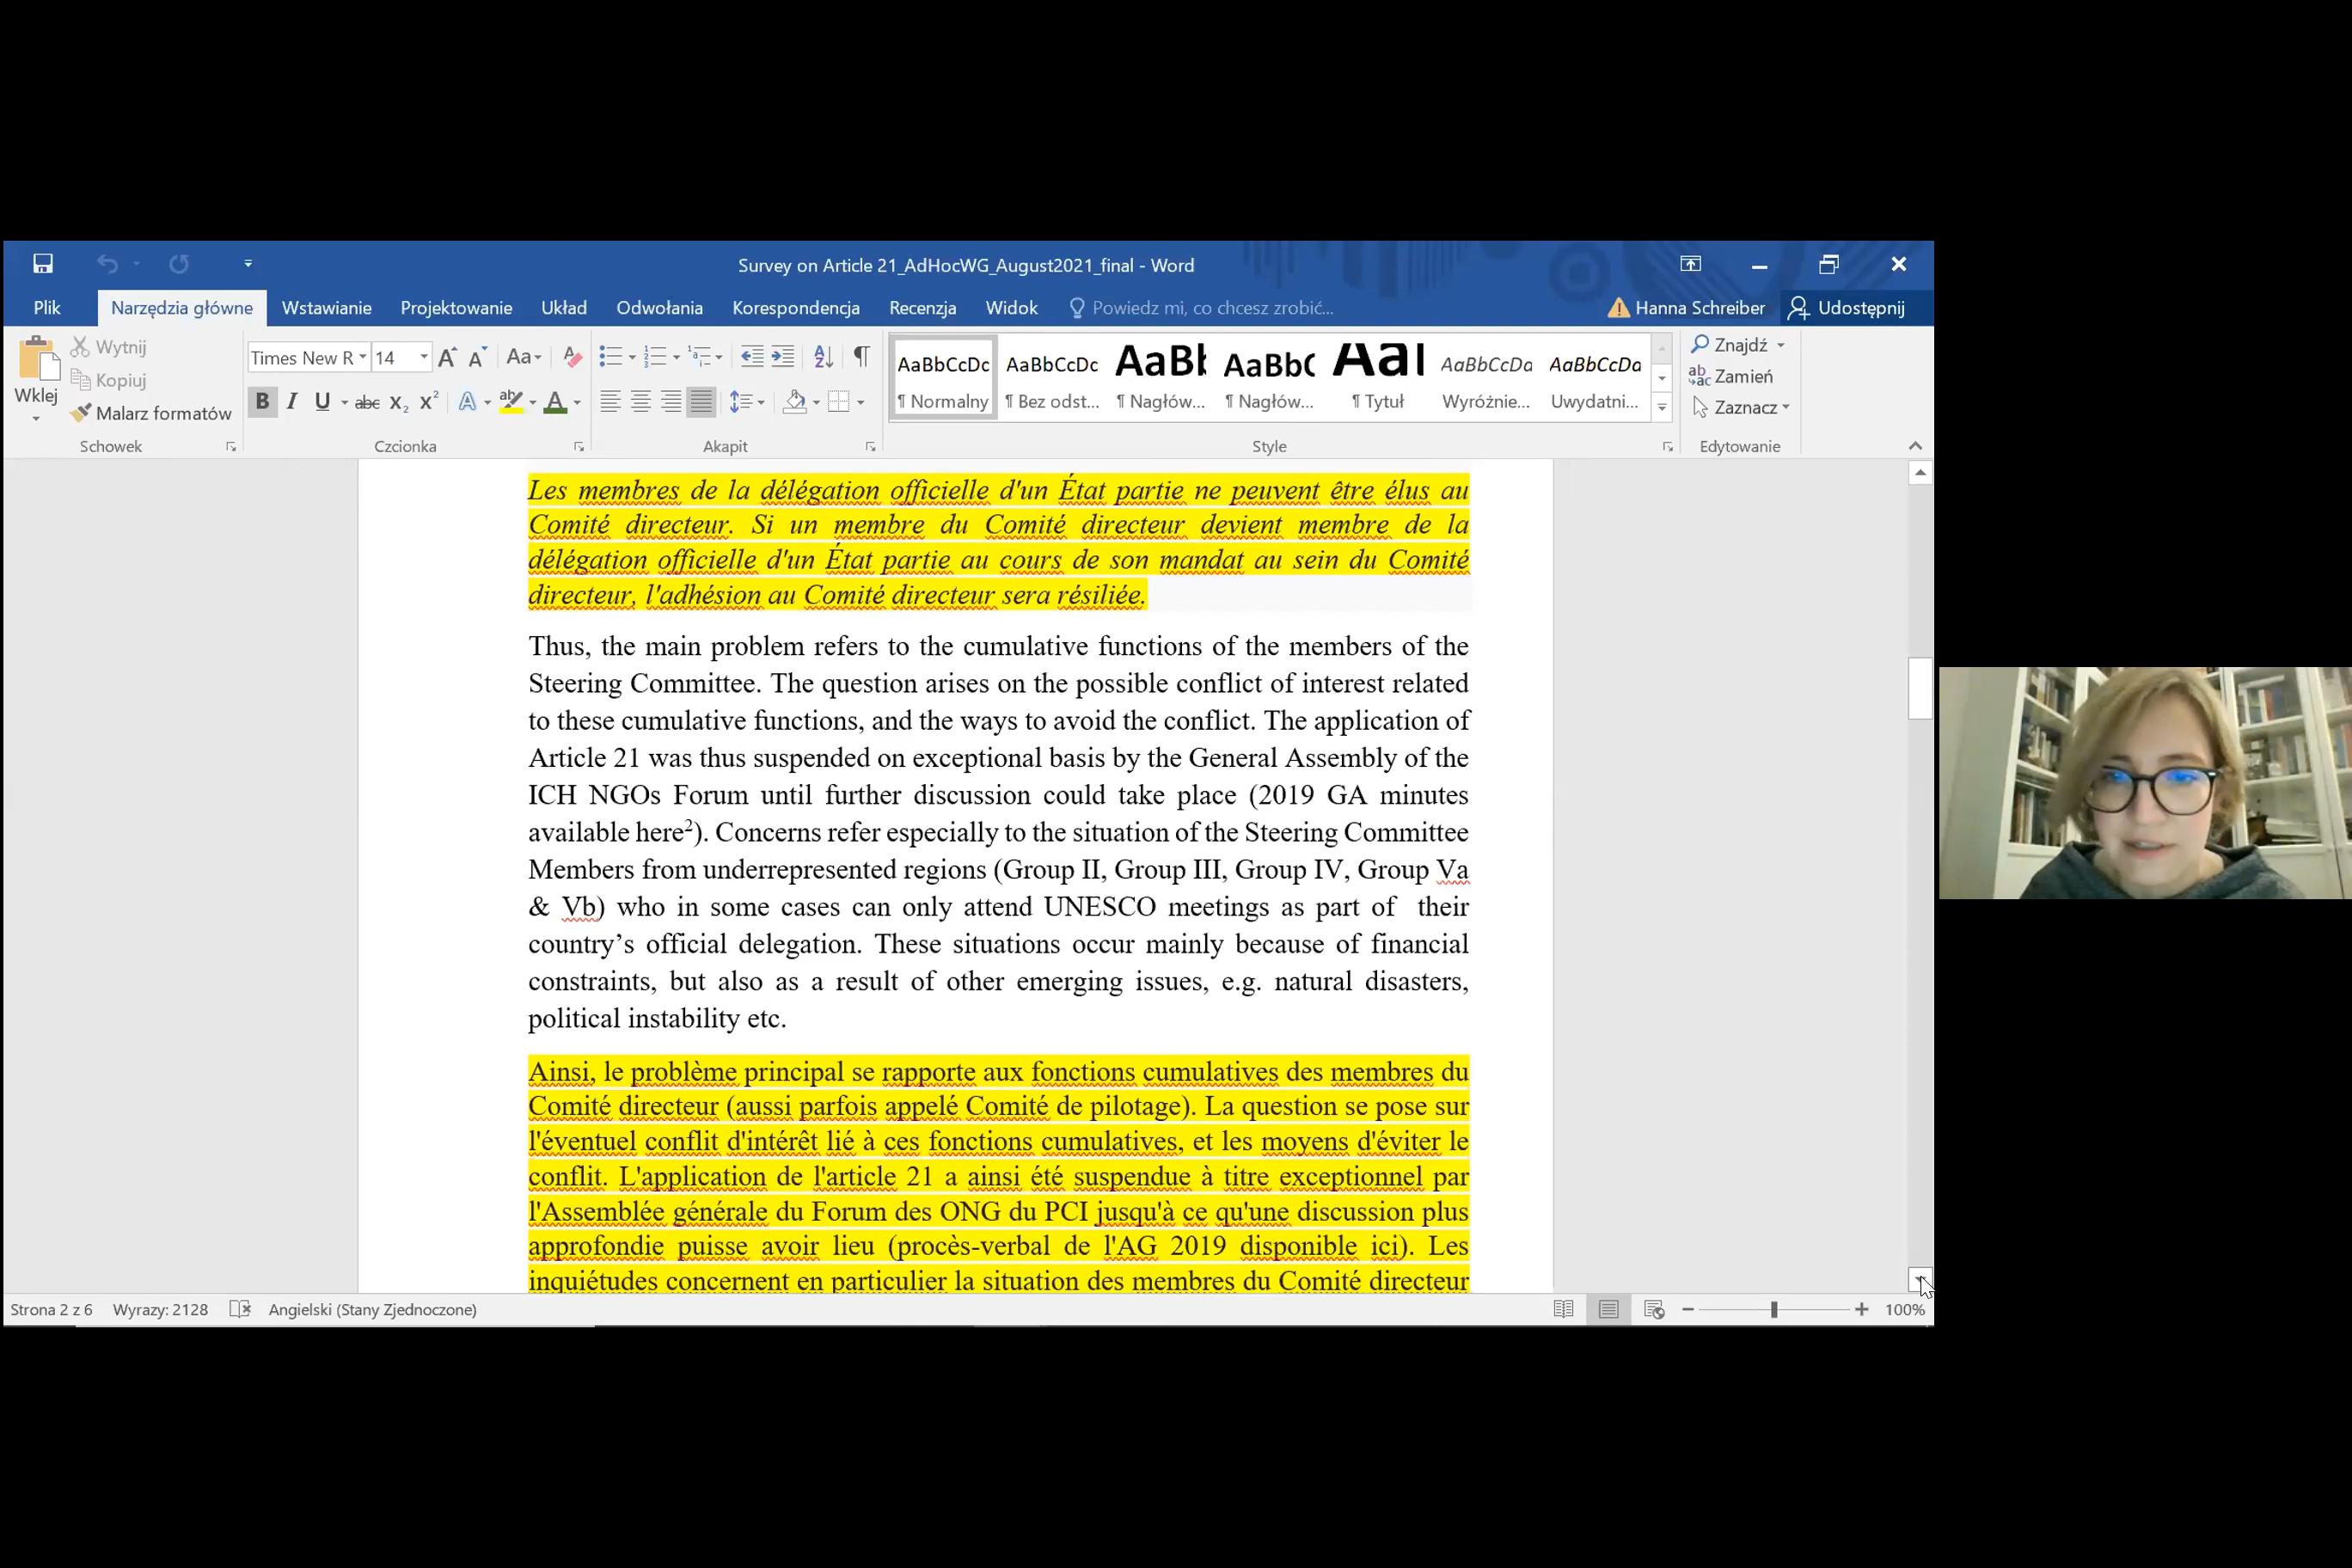 Survey on Article 21_AdHocWG_August2021_final - Word
Plik Narzędzia główne Wstawianie Projektowanie Układ Odwołania Korespondencja Recenzja Widok Powiedz mi, co chcesz zrobić... Hanna Schreiber Udostępnij
Wklej
Wytnij
Kopiuj
Malarz formatów
Schowek
Times New R 14
Czcionka
Akapit
AaBbCcDc AaBbCcDc AaBl AaBbC Aal AaBbCcDa AaBbCcDa
¶ Normalny ¶ Bez odst... ¶ Nagłów... ¶ Nagłów... ¶ Tytuł Wyróżnie... Uwydatni...
Style
Znajdź
Zamień
Zaznacz
Edytowanie
Les membres de la délégation officielle d'un État partie ne peuvent être élus au
Comité directeur. Si un membre du Comité directeur devient membre de la
délégation officielle d'un État partie au cours de son mandat au sein du Comité
directeur, l'adhésion au Comité directeur sera résiliée.
Thus, the main problem refers to the cumulative functions of the members of the
Steering Committee. The question arises on the possible conflict of interest related
to these cumulative functions, and the ways to avoid the conflict. The application of
Article 21 was thus suspended on exceptional basis by the General Assembly of the
ICH NGOs Forum until further discussion could take place (2019 GA minutes
available here²). Concerns refer especially to the situation of the Steering Committee
Members from underrepresented regions (Group II, Group III, Group IV, Group Va
& Vb) who in some cases can only attend UNESCO meetings as part of their
country's official delegation. These situations occur mainly because of financial
constraints, but also as a result of other emerging issues, e.g. natural disasters,
political instability etc.
Ainsi, le problème principal se rapporte aux fonctions cumulatives des membres du
Comité directeur (aussi parfois appelé Comité de pilotage). La question se pose sur
l'éventuel conflit d'intérêt lié à ces fonctions cumulatives, et les moyens d'éviter le
conflit. L'application de l'article 21 a ainsi été suspendue à titre exceptionnel par
l'Assemblée générale du Forum des ONG du PCI jusqu'à ce qu'une discussion plus
approfondie puisse avoir lieu (procès-verbal de l'AG 2019 disponible ici). Les
inquiétudes concernent en particulier la situation des membres du Comité directeur
Strona 2 z 6 Wyrazy: 2128 Angielski (Stany Zjednoczone) 100%